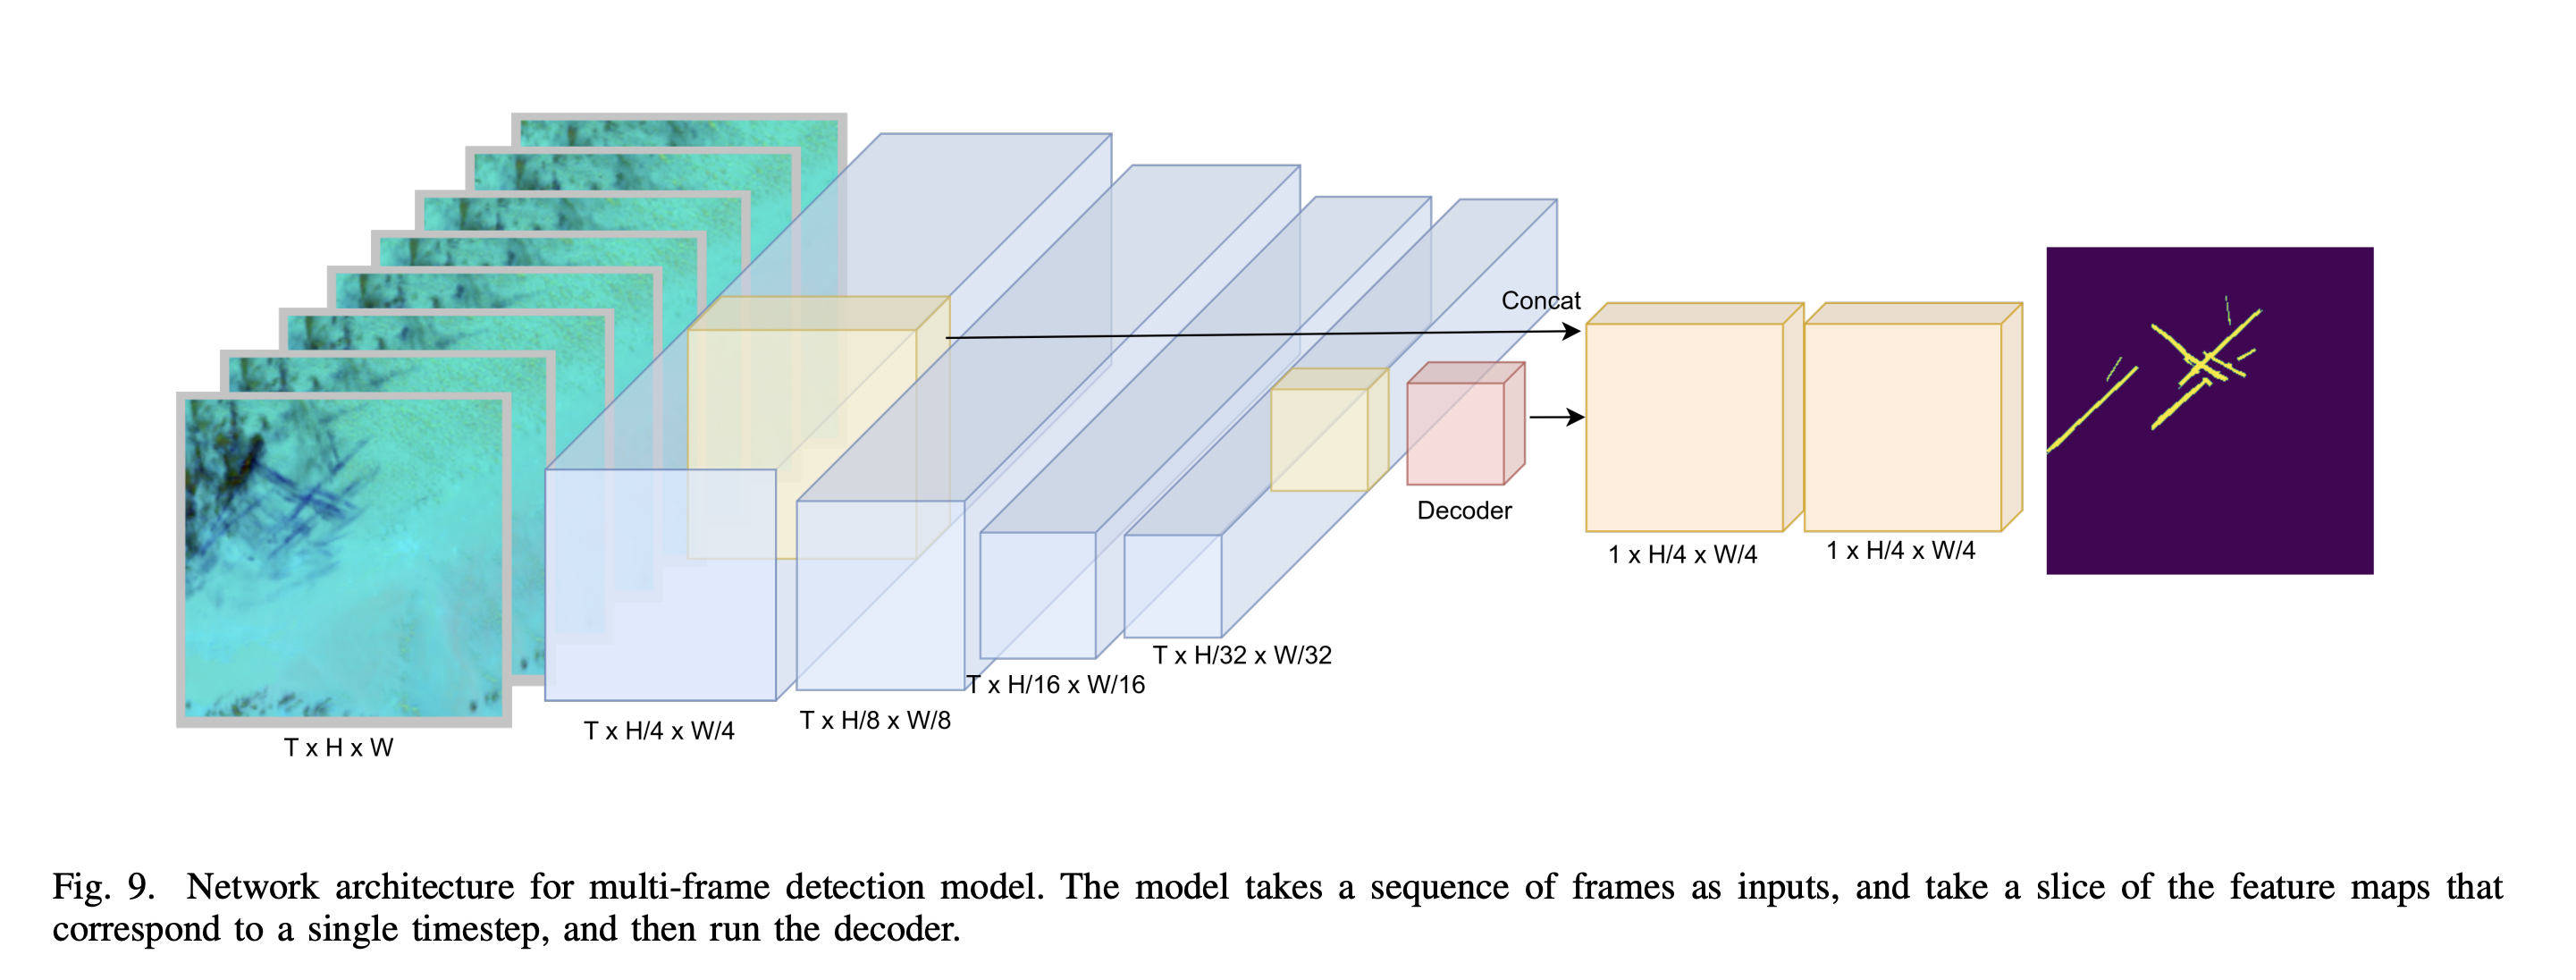 Concat
Decoder
1 x H/4 x W/4
1 x H/4 x W/4
T x H/32 x W/32
T x H/16 x W/16
T x H/8 x W/8
T x H/4 x W/4
T x H x W
Fig. 9. Network architecture for multi-frame detection model. The model takes a sequence of frames as inputs, and take a slice of the feature maps that
correspond to a single timestep, and then run the decoder.